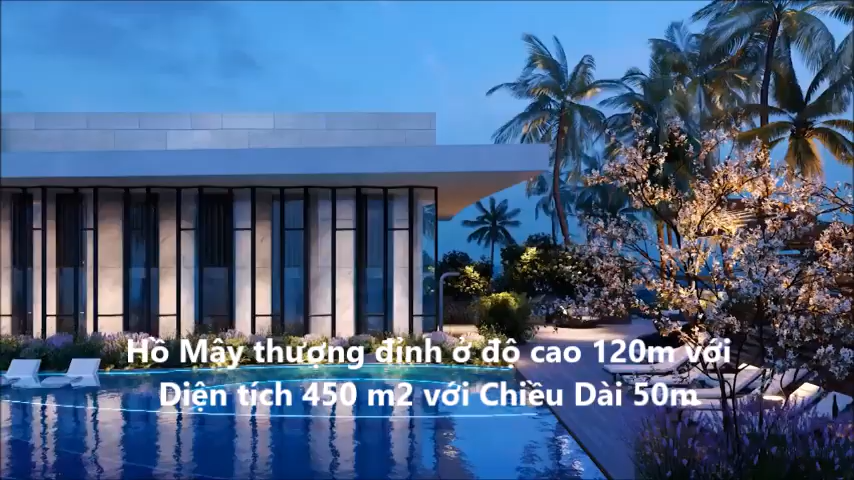 Hồ Mây thượng đỉnh ở độ cao 120m với
Diện tích 450 m2 với Chiều Dài 50m